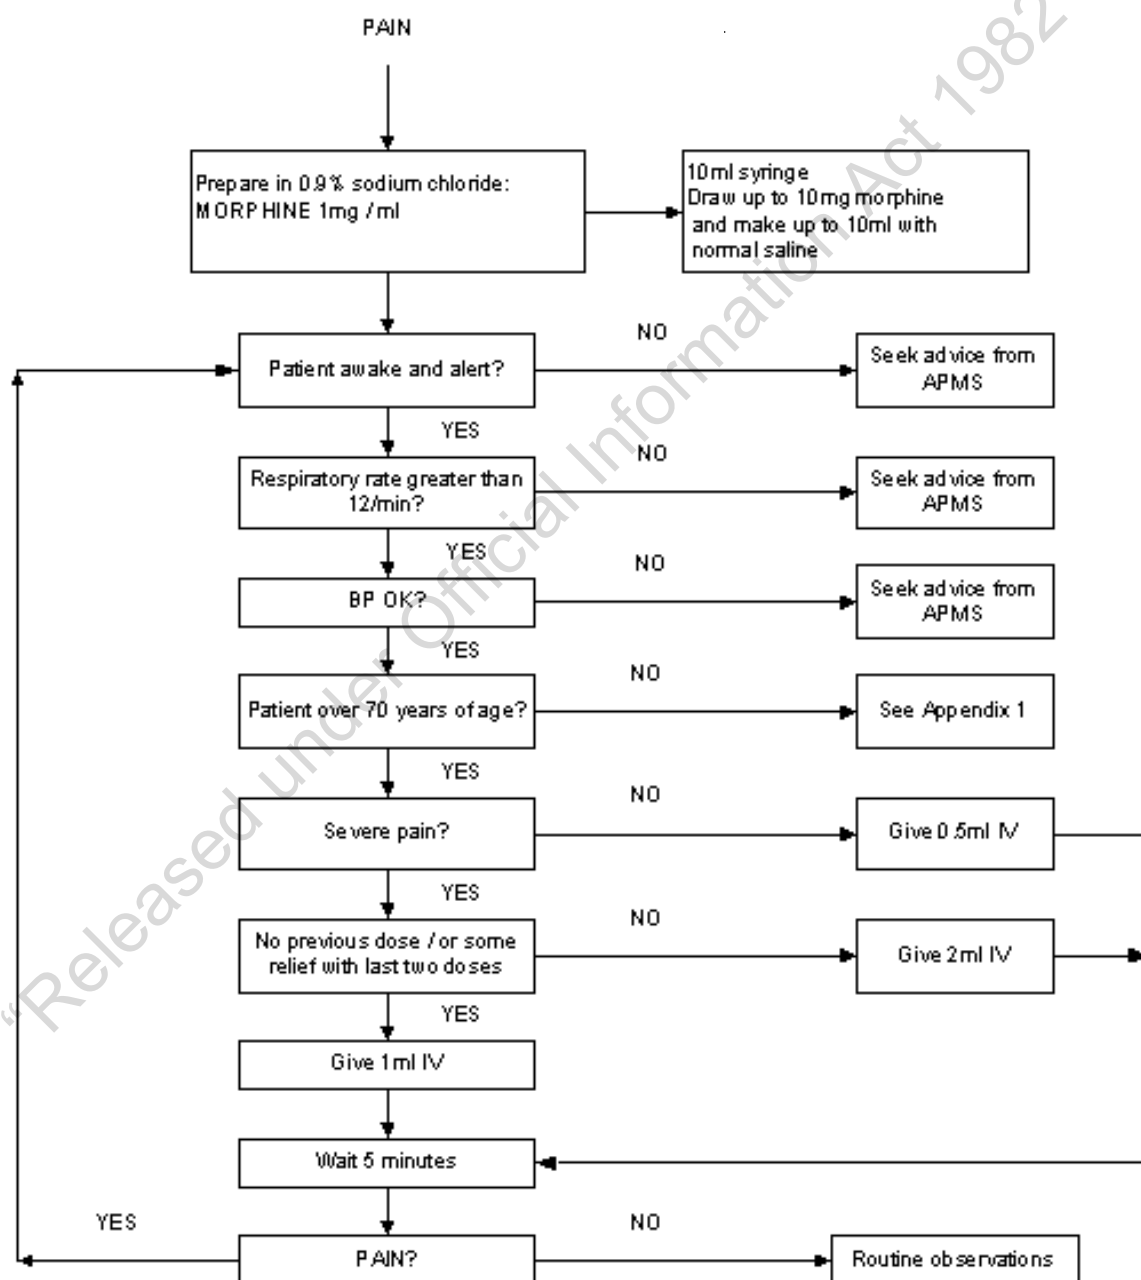 PAIN
Prepare in 0.9% sodium chloride:
MORPHINE 1mg / ml
10ml syringe
Draw up to 10mg morphine
and make up to 10ml with
normal saline
Patient awake and alert?
NO
Seek advice from
APMS
YES
Respiratory rate greater than
12/min?
NO
Seek advice from
APMS
YES
BP OK?
NO
Seek advice from
APMS
YES
Patient over 70 years of age?
NO
See Appendix 1
YES
Severe pain?
NO
Give 0.5ml IV
YES
No previous dose / or some
relief with last two doses
NO
Give 2ml IV
YES
Give 1ml IV
Wait 5 minutes
YES
PAIN?
NO
Routine observations
“Released under Official Information Act 1982